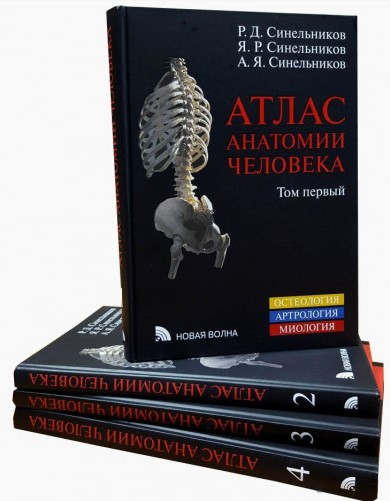 Р. Д. Синельников
Я. Р. Синельников
А. Я. Синельников
АТЛАС
АНАТОМИИ
ЧЕЛОВЕКА
Том первый
ОСТЕОЛОГИЯ
АРТРОЛОГИЯ
МИОЛОГИЯ
НОВАЯ ВОЛНА
АТЛАС АНАТОМИИ ЧЕЛОВЕКА 2
АТЛАС АНАТОМИИ ЧЕЛОВЕКА 3
АТЛАС АНАТОМИИ ЧЕЛОВЕКА 4